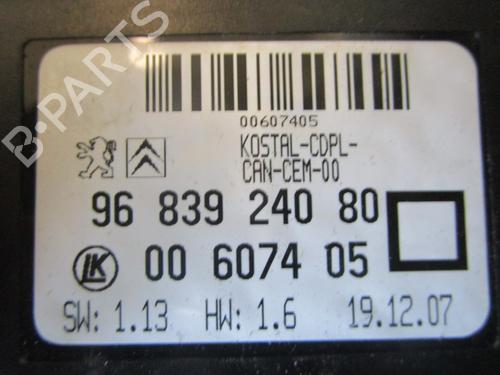 B-PARTS
00607405
KOSTAL-CDPL-
CAN-CEM-00
96 839 240 80
LK 00 6074 05
SW: 1.13 HW: 1.6 19.12.07